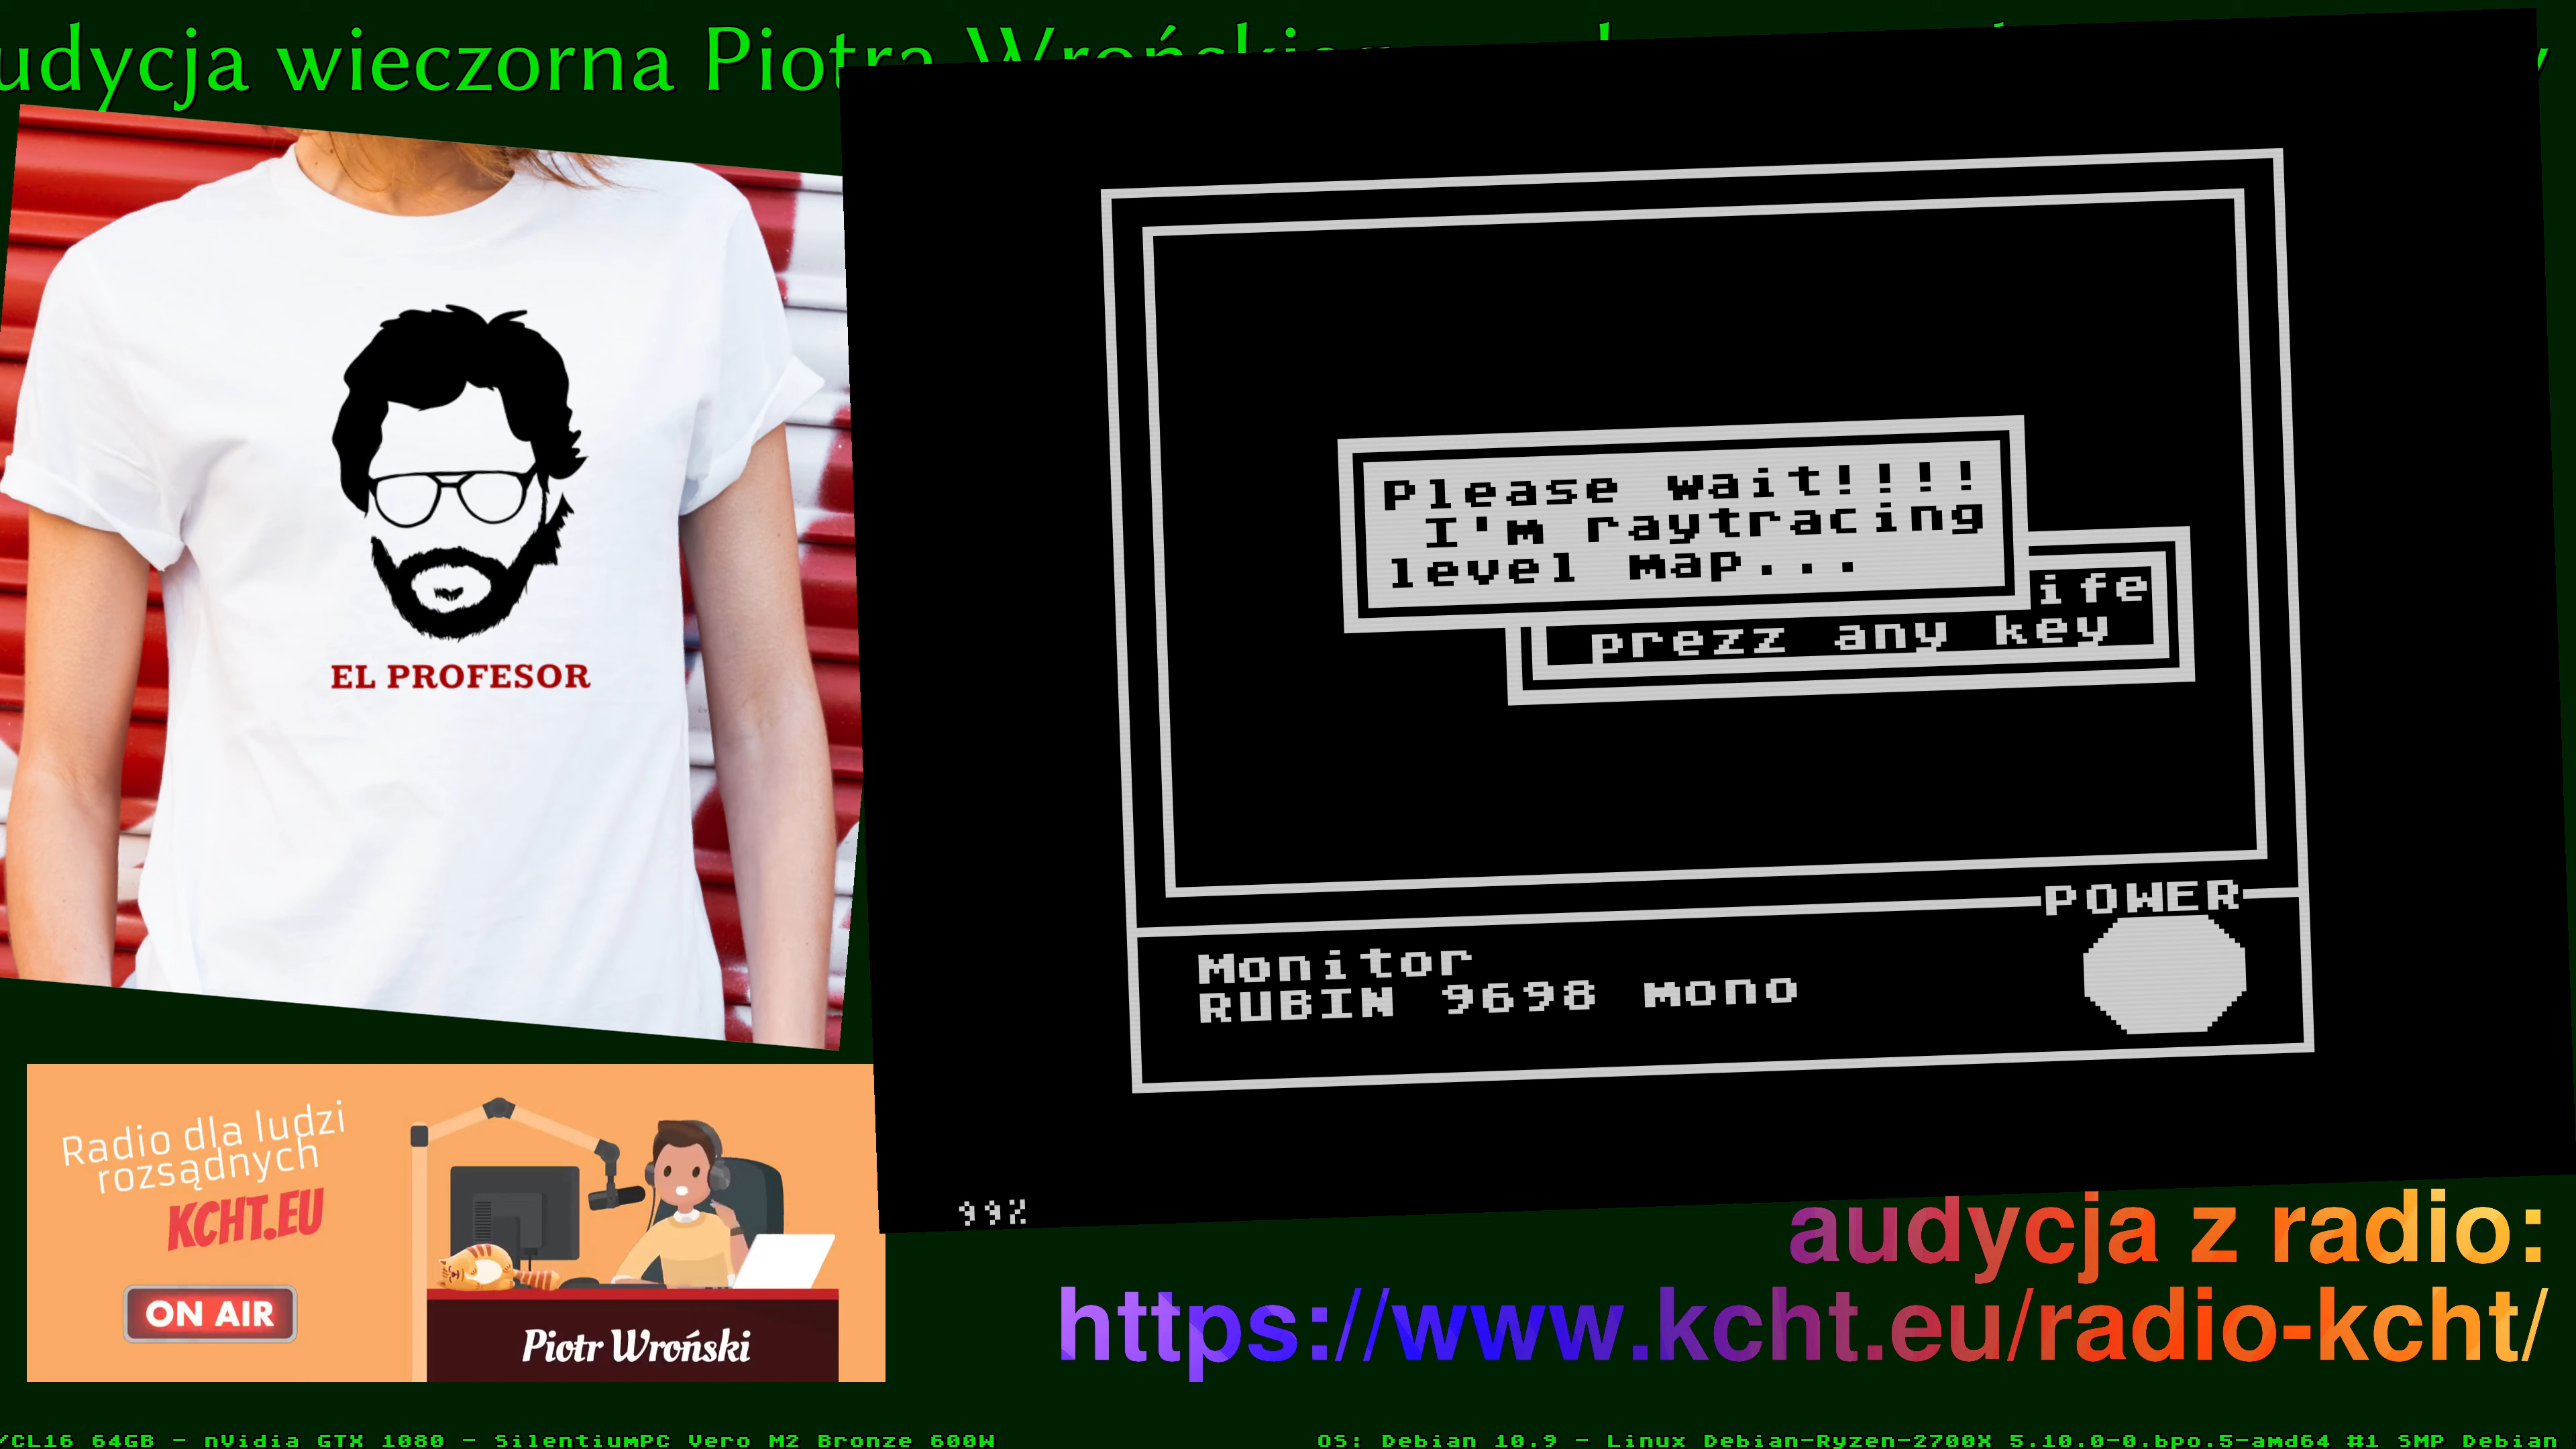 udycja wieczorna Piotra
EL PROFESOR
Please wait!!!!
I'm raytracing
level map...
ife
prezz any key
POWER
Monitor
RUBIN 9698 mono
99%
Radio dla ludzi
rozsądnych
KCHT.EU
ON AIR
Piotr Wroński
audycja z radio:
https://www.kcht.eu/radio-kcht/
/CL16 64GB - nVidia GTX 1080 - SilentiumPC Vero M2 Bronze 600W
OS: Debian 10.9 - Linux Debian-Ryzen-2700X 5.10.0-0.bpo.5-amd64 #1 SMP Debian